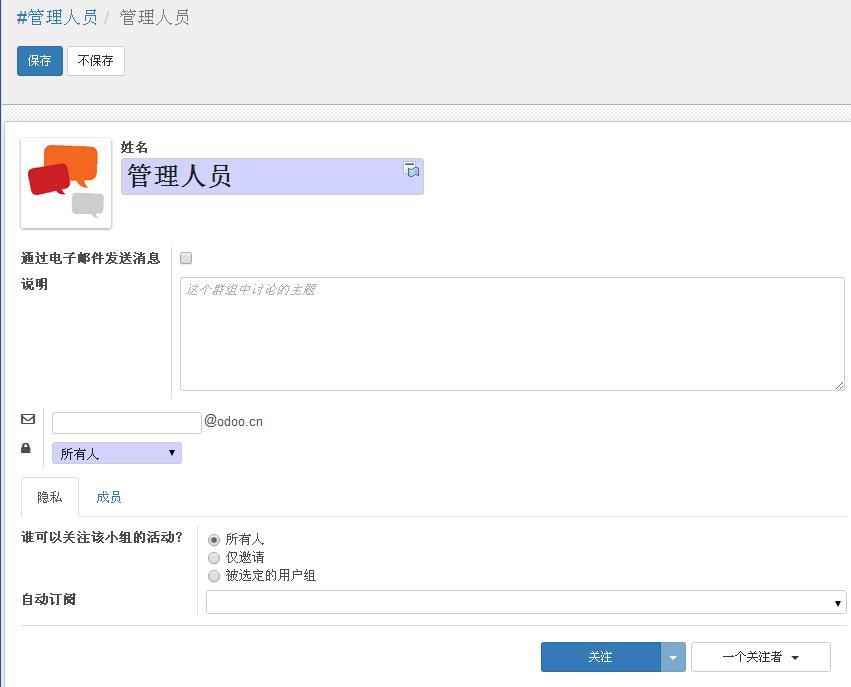 #管理人员 / 管理人员
保存 不保存
姓名
管理人员
通过电子邮件发送消息
说明
这个群组中讨论的主题
@odoo.cn
所有人
隐私 成员
谁可以关注该小组的活动？
所有人
仅邀请
被选定的用户组
自动订阅
关注 一个关注者